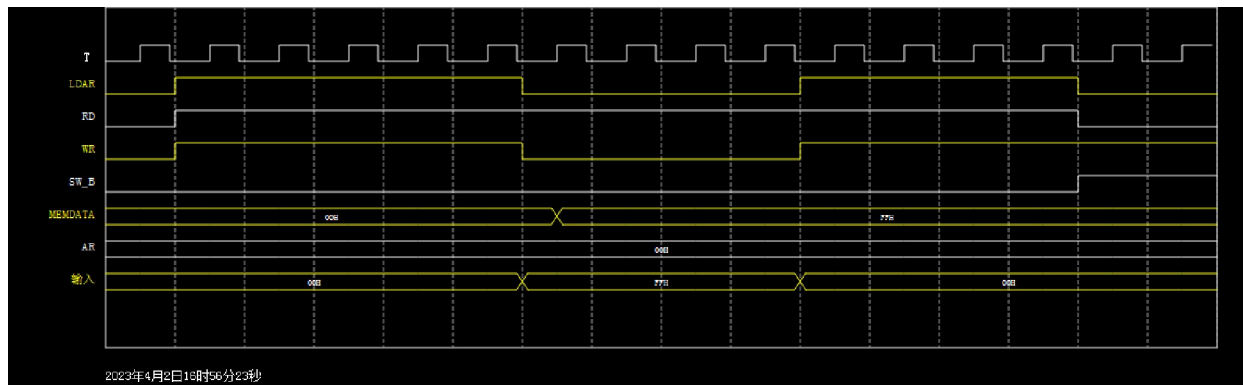 T
LDAR
RD
WR
SW_B
MEMDATA 00H FFH
AR 00H
输入 00H FFH 00H
2023年4月2日16时56分23秒